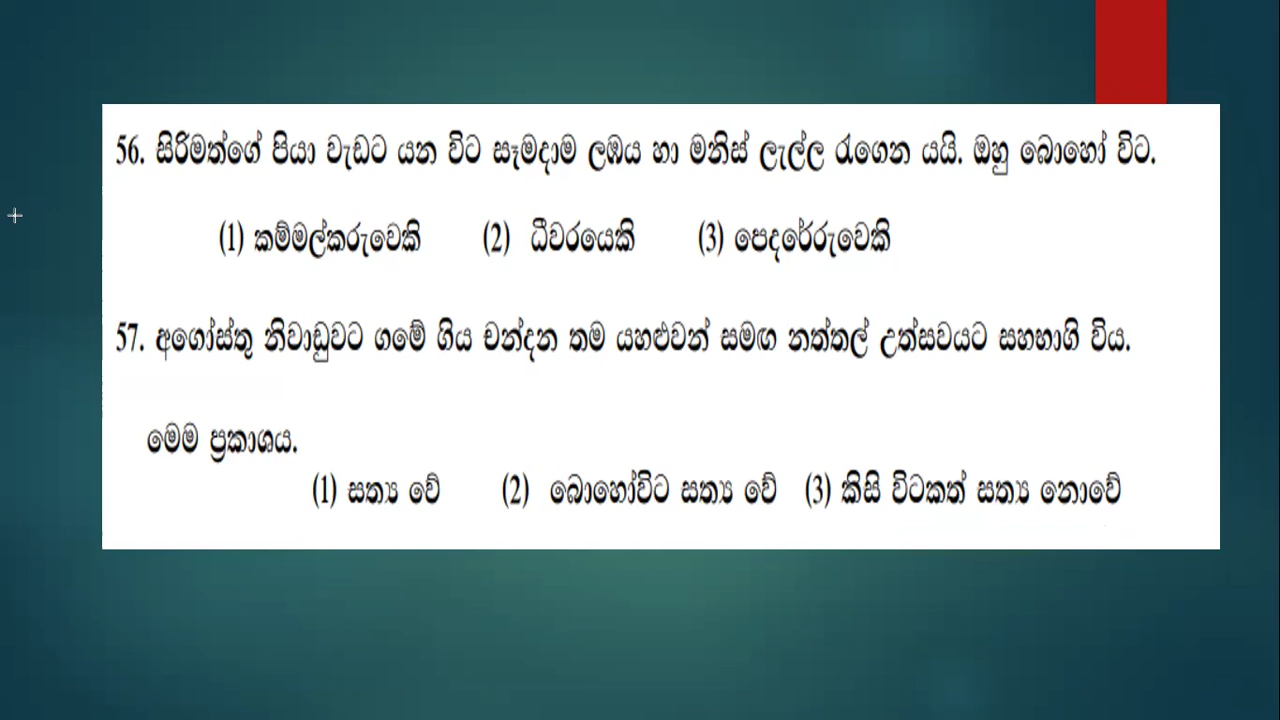 56. සිරිමත්ගේ පියා වැඩට යන විට සෑමදාම ලඹය හා මනිස් ලෑල්ල රැගෙන යයි. ඔහු බොහෝ විට.
(1) කම්මල්කරුවෙකි (2) ධීවරයෙකි (3) පෙදරේරුවෙකි
57. අගෝස්තු නිවාඩුවට ගමේ ගිය චන්දන තම යහළුවන් සමඟ නත්තල් උත්සවයට සහභාගි විය.
මෙම ප්‍රකාශය.
(1) සත්‍ය වේ (2) බොහෝවිට සත්‍ය වේ (3) කිසි විටකත් සත්‍ය නොවේ